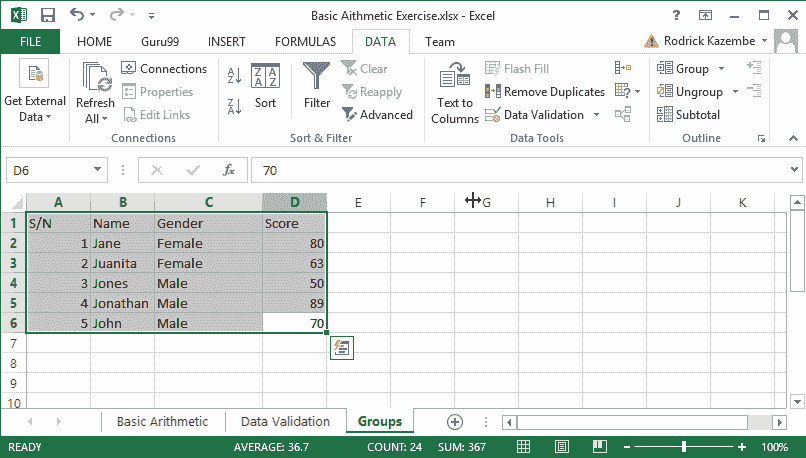 Basic Aithmetic Exercise.xlsx - Excel
FILE HOME Guru99 INSERT FORMULAS DATA Team Rodrick Kazembe
Get External Data
Refresh All
Connections
Properties
Edit Links
Connections
Sort
Filter
Clear
Reapply
Advanced
Sort & Filter
Text to Columns
Flash Fill
Remove Duplicates
Data Validation
Data Tools
Group
Ungroup
Subtotal
Outline
D6 fx 70
A B C D E F G H I J K
1 S/N Name Gender Score
2 1 Jane Female 80
3 2 Juanita Female 63
4 3 Jones Male 50
5 4 Jonathan Male 89
6 5 John Male 70
7
8
9
10
Basic Arithmetic Data Validation Groups
READY AVERAGE: 36.7 COUNT: 24 SUM: 367 100%